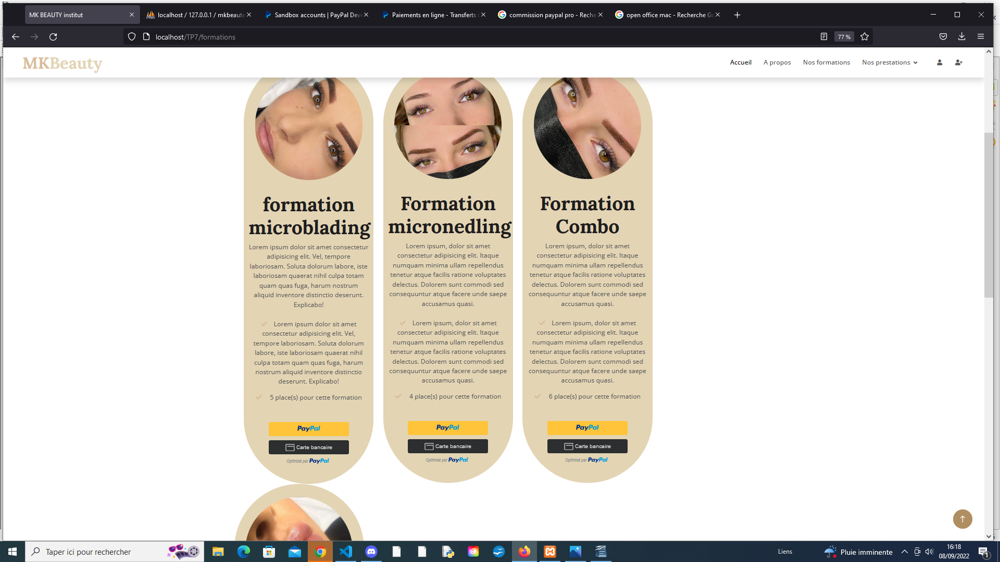 MK BEAUTY institut
localhost / 127.0.0.1 / mkbeaute
Sandbox accounts | PayPal Deve
Paiements en ligne - Transferts
commission paypal pro - Reche
open office mac - Recherche Go
localhost/TP7/formations
77 %
MKBeauty
Accueil
A propos
Nos formations
Nos prestations
formation
microblading
Lorem ipsum dolor sit amet consectetur
adipisicing elit. Vel, tempore
laboriosam. Soluta dolorum labore, iste
laboriosam quaerat nihil culpa totam
quam quas fuga, harum nostrum
aliquid inventore distinctio deserunt.
Explicabo!
Lorem ipsum dolor sit amet
consectetur adipisicing elit. Vel,
tempore laboriosam. Soluta dolorum
labore, iste laboriosam quaerat nihil
culpa totam quam quas fuga, harum
nostrum aliquid inventore distinctio
deserunt. Explicabo!
5 place(s) pour cette formation
PayPal
Carte bancaire
Optimisé par PayPal
Formation
micronedling
Lorem ipsum, dolor sit amet
consectetur adipisicing elit. Itaque
numquam minima ullam repellendus
tenetur atque facilis ratione voluptates
delectus. Dolorem sunt commodi sed
consequuntur atque facere unde saepe
accusamus quasi.
Lorem ipsum, dolor sit amet
consectetur adipisicing elit. Itaque
numquam minima ullam repellendus
tenetur atque facilis ratione voluptates
delectus. Dolorem sunt commodi sed
consequuntur atque facere unde saepe
accusamus quasi.
4 place(s) pour cette formation
PayPal
Carte bancaire
Optimisé par PayPal
Formation
Combo
Lorem ipsum, dolor sit amet
consectetur adipisicing elit. Itaque
numquam minima ullam repellendus
tenetur atque facilis ratione voluptates
delectus. Dolorem sunt commodi sed
consequuntur atque facere unde saepe
accusamus quasi.
Lorem ipsum, dolor sit amet
consectetur adipisicing elit. Itaque
numquam minima ullam repellendus
tenetur atque facilis ratione voluptates
delectus. Dolorem sunt commodi sed
consequuntur atque facere unde saepe
accusamus quasi.
6 place(s) pour cette formation
PayPal
Carte bancaire
Optimisé par PayPal
Taper ici pour rechercher
Liens
Pluie imminente
16:18
08/09/2022
1